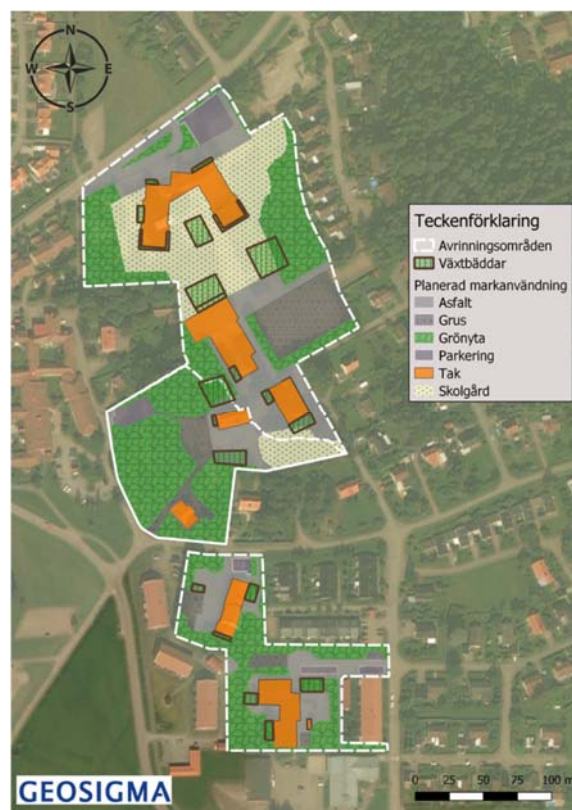 N
W E
S
Teckenförklaring
Avrinningsområden
Växtbäddar
Planerad markanvändning
Asfalt
Grus
Grönyta
Parkering
Tak
Skolgård
GEOSIGMA
0 25 50 75 100 m